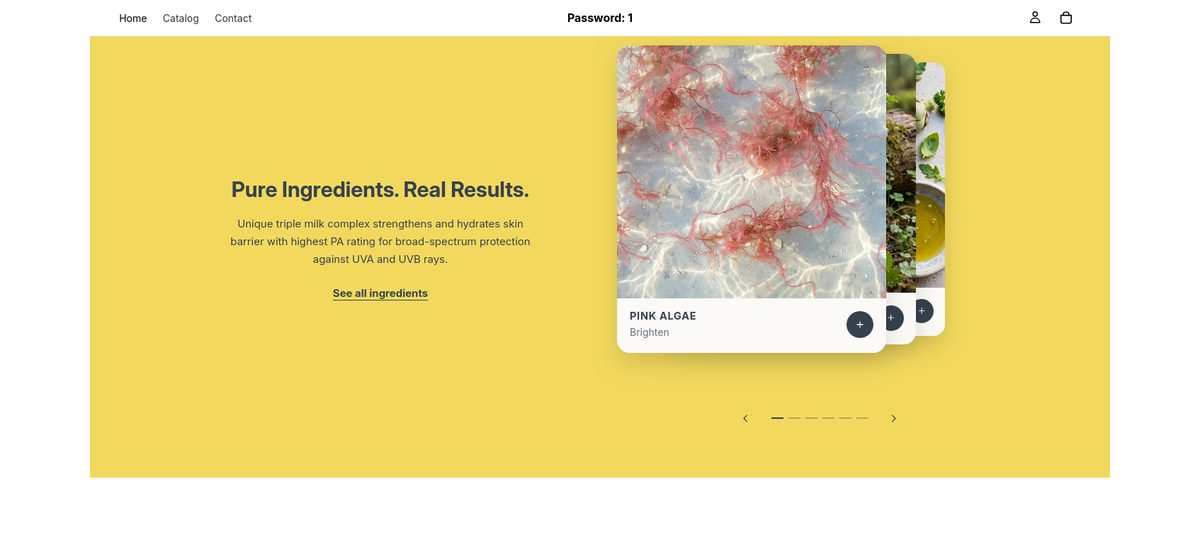 Home
Catalog
Contact
Password: 1
Pure Ingredients. Real Results.
Unique triple milk complex strengthens and hydrates skin
barrier with highest PA rating for broad-spectrum protection
against UVA and UVB rays.
See all ingredients
PINK ALGAE
Brighten